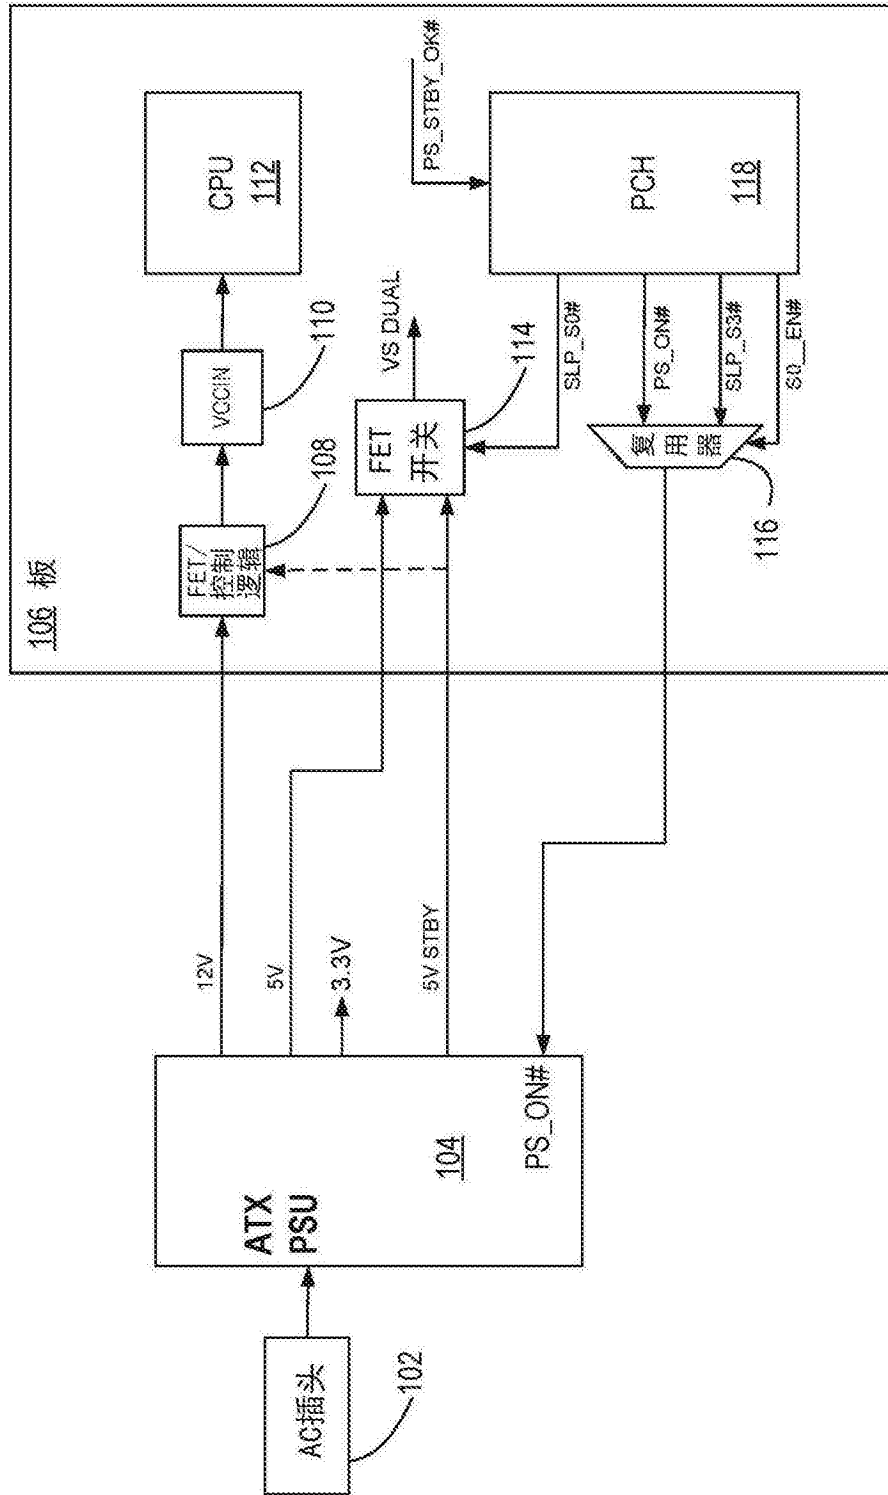 106 板
FET/
控制
逻辑
108
VCCIN
110
CPU
112
12V
5V
3.3V
5V STBY
FET
开关
114
VS DUAL
PS_STBY_OK#
PCH
118
SLP_S0#
PS_ON#
SLP_S3#
S0__EN#
复
用
器
116
ATX
PSU
104
PS_ON#
AC插头
102